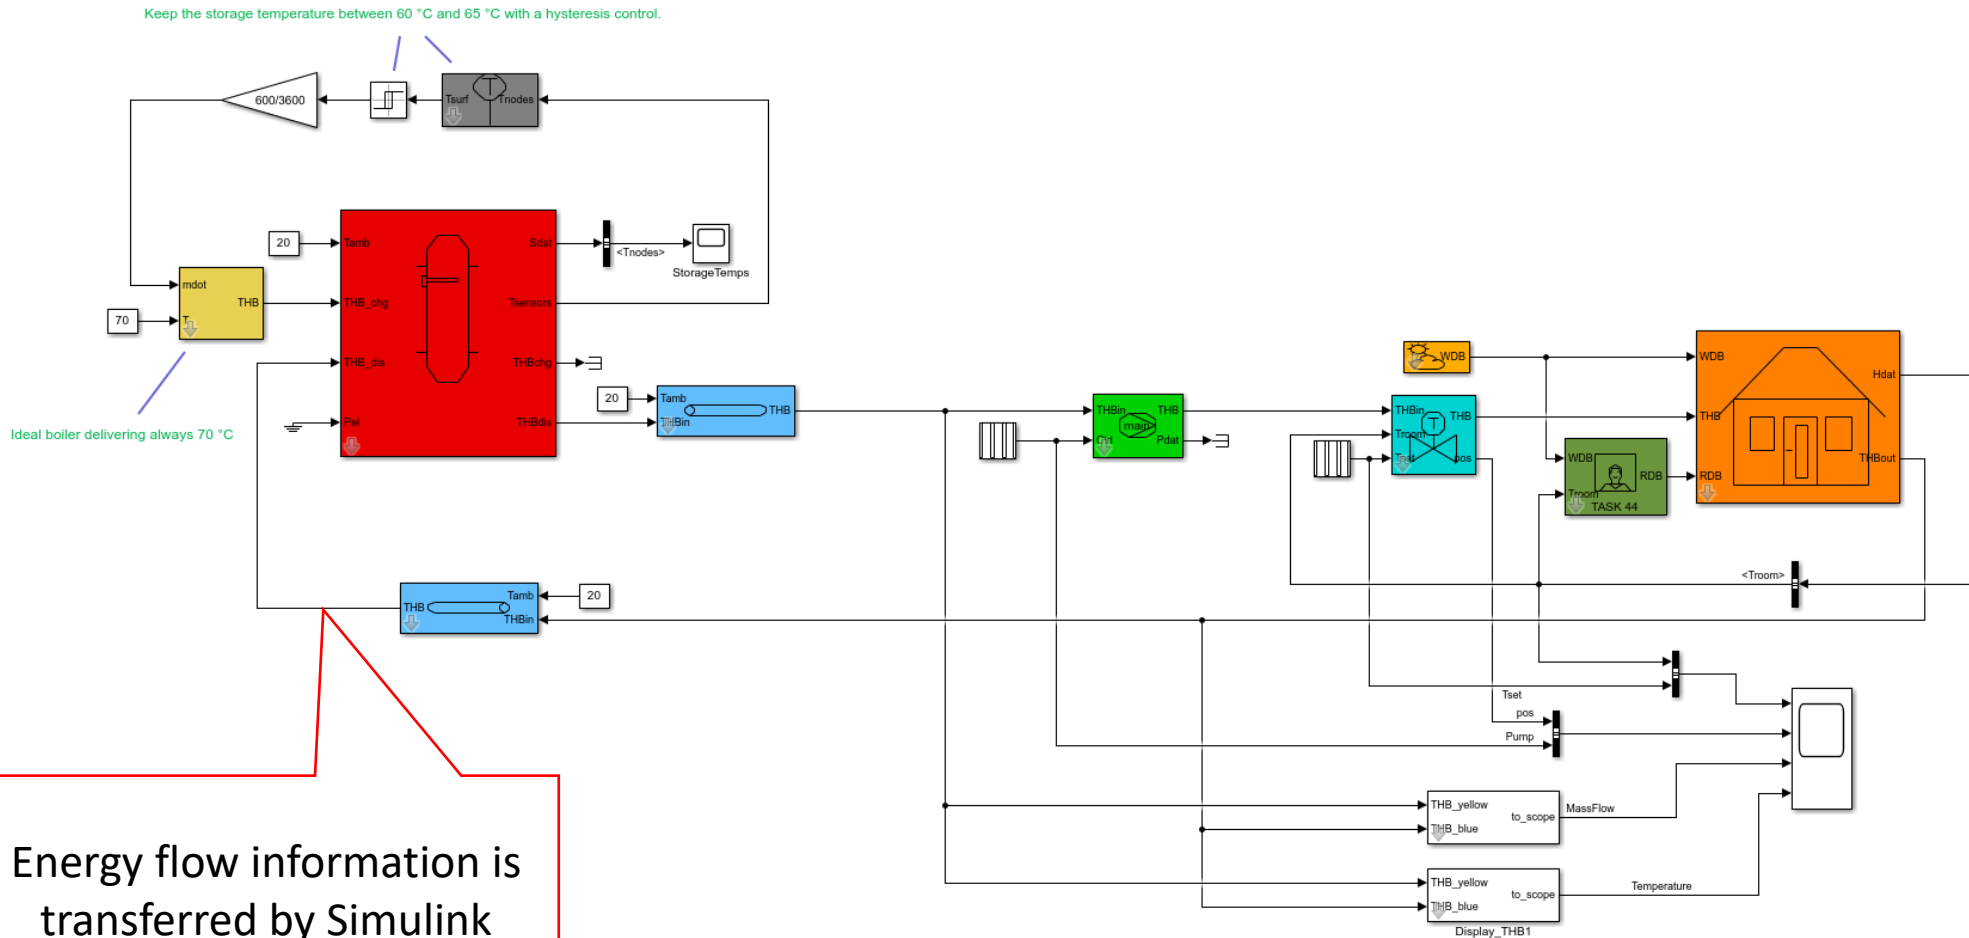 Keep the storage temperature between 60 °C and 65 °C with a hysteresis control.
600/3600
Tsurf
Tnodes
20
Tamb
Sdat
<Tnodes>
StorageTemps
mdot
THB
T
70
THB_chg
Tsensors
THB_dis
THBchg
Pel
THBdis
Ideal boiler delivering always 70 °C
20
Tamb
THB
THBin
THBin
THB
main
Ctrl
Pdat
THBin
THB
T
Troom
Tset
pos
WDB
WDB
Hdat
THB
THBout
RDB
WDB
RDB
Troom
TASK 44
THB
Tamb
THBin
20
<Troom>
Tset
pos
Pump
THB_yellow
THB_blue
to_scope
MassFlow
THB_yellow
THB_blue
to_scope
Temperature
Display_THB1
Energy flow information is
transferred by Simulink